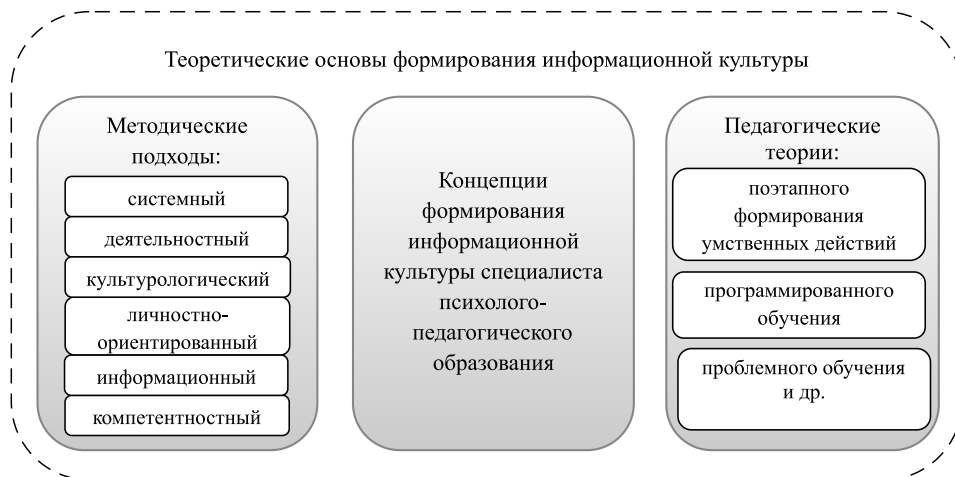 Теоретические основы формирования информационной культуры
Методические
подходы:
системный
деятельностный
культурологический
личностно-
ориентированный
информационный
компетентностный
Концепции
формирования
информационной
культуры специалиста
психолого-
педагогического
образования
Педагогические
теории:
поэтапного
формирования
умственных действий
программированного
обучения
проблемного обучения
и др.